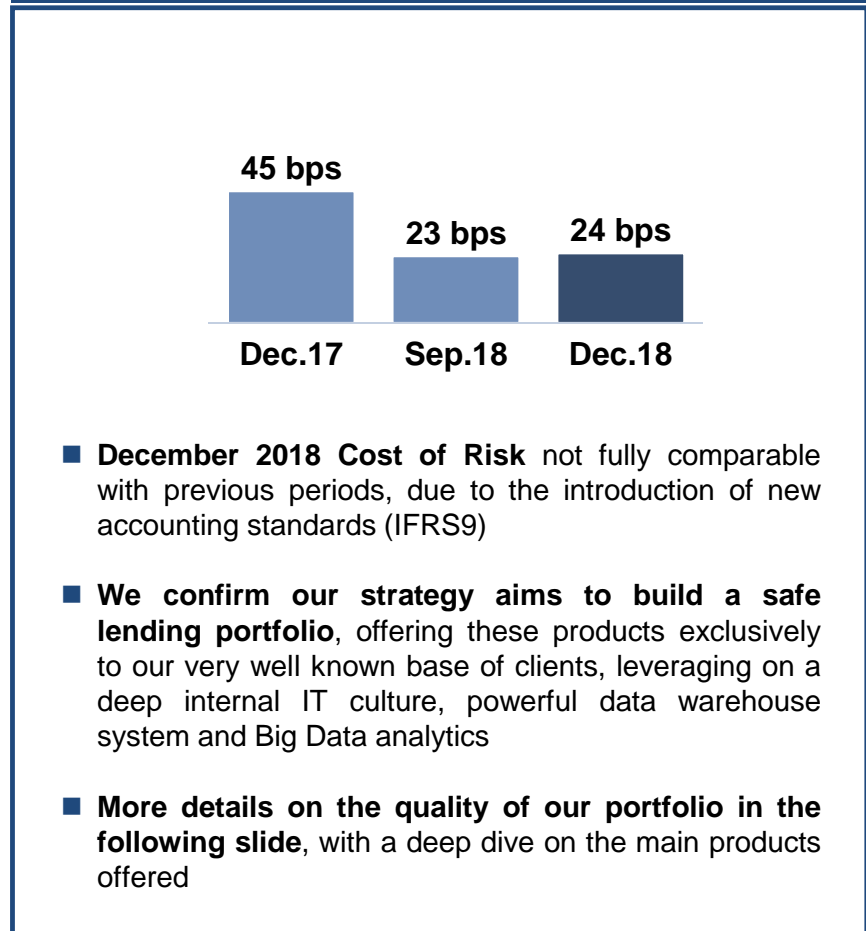 45 bps
23 bps
24 bps
Dec.17
Sep.18
Dec.18
■ December 2018 Cost of Risk not fully comparable
with previous periods, due to the introduction of new
accounting standards (IFRS9)
■ We confirm our strategy aims to build a safe
lending portfolio, offering these products exclusively
to our very well known base of clients, leveraging on a
deep internal IT culture, powerful data warehouse
system and Big Data analytics
■ More details on the quality of our portfolio in the
following slide, with a deep dive on the main products
offered